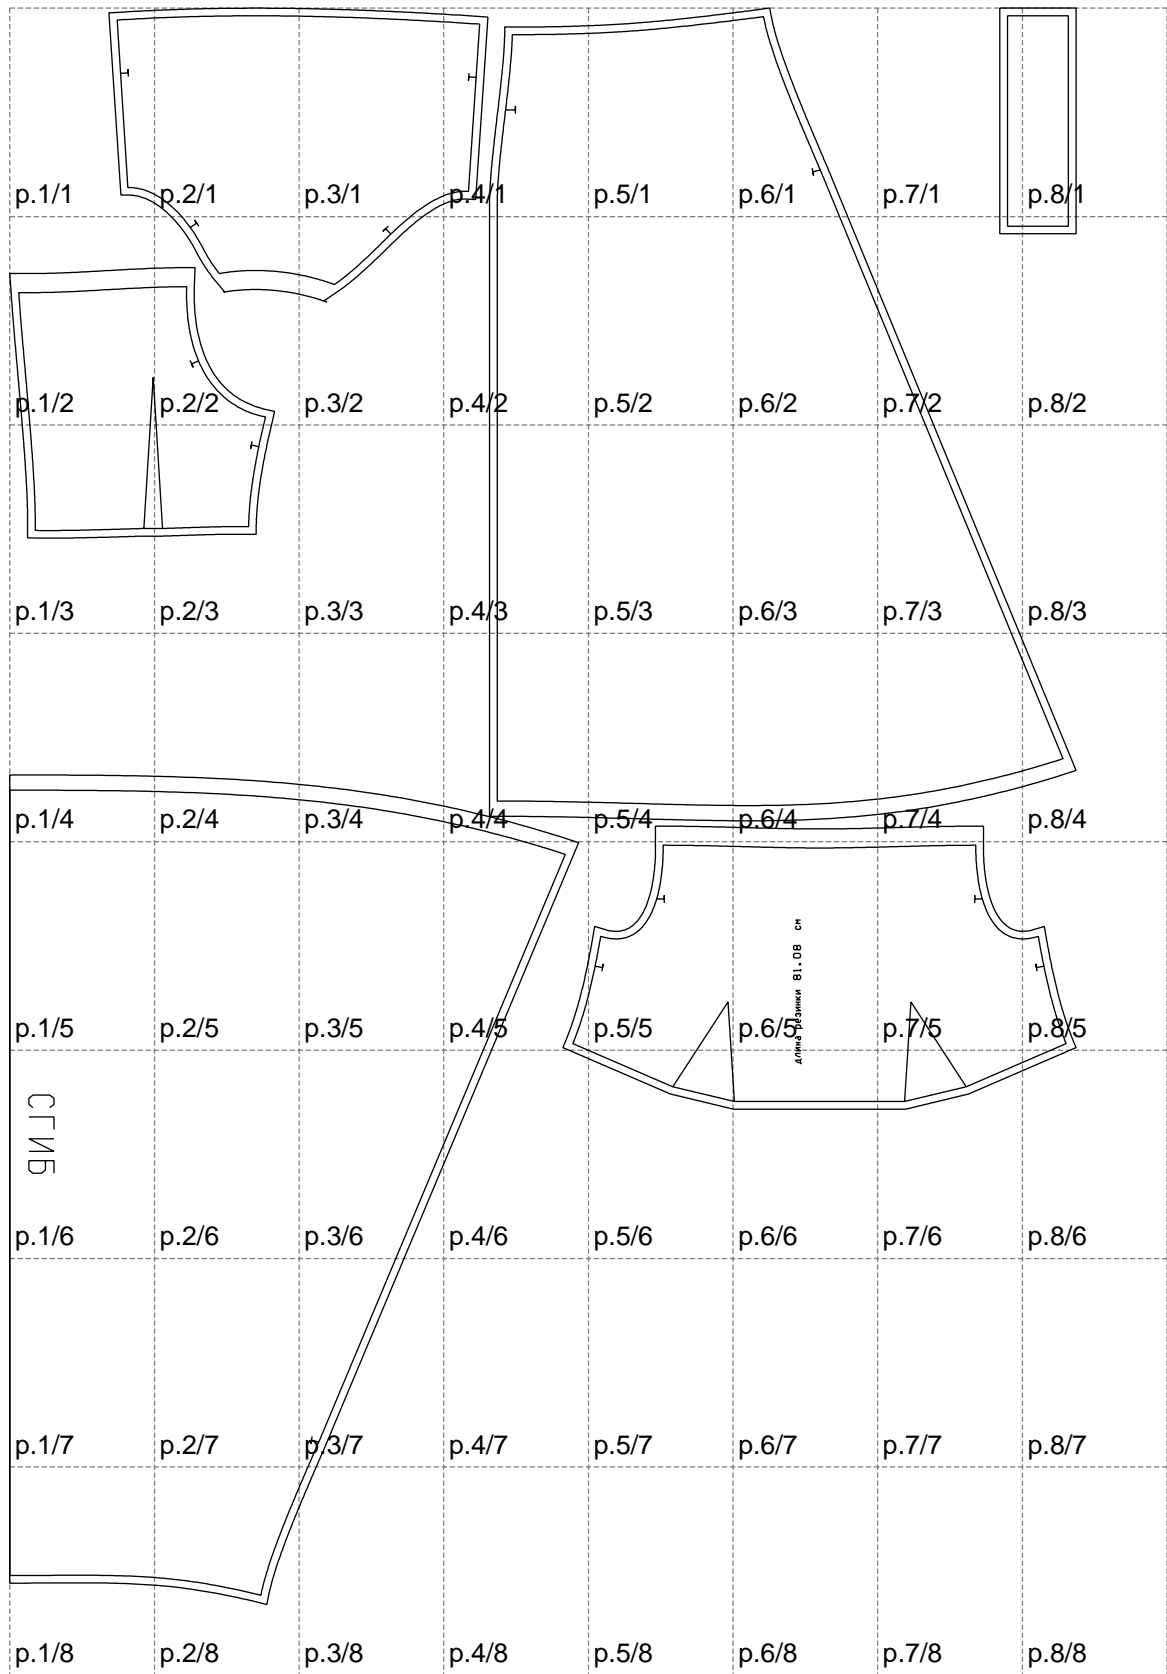 p.1/1 p.2/1 p.3/1 p.4/1 p.5/1 p.6/1 p.7/1 p.8/1
p.1/2 p.2/2 p.3/2 p.4/2 p.5/2 p.6/2 p.7/2 p.8/2
p.1/3 p.2/3 p.3/3 p.4/3 p.5/3 p.6/3 p.7/3 p.8/3
p.1/4 p.2/4 p.3/4 p.4/4 p.5/4 p.6/4 p.7/4 p.8/4
длина резинки 81.08 см
p.1/5 p.2/5 p.3/5 p.4/5 p.5/5 p.6/5 p.7/5 p.8/5
СГИБ
p.1/6 p.2/6 p.3/6 p.4/6 p.5/6 p.6/6 p.7/6 p.8/6
p.1/7 p.2/7 p.3/7 p.4/7 p.5/7 p.6/7 p.7/7 p.8/7
p.1/8 p.2/8 p.3/8 p.4/8 p.5/8 p.6/8 p.7/8 p.8/8